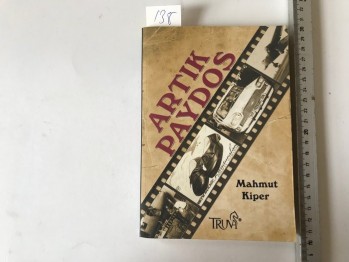 138
ARTIK
PAYDOS
Mahmut
Kiper
TRUVA